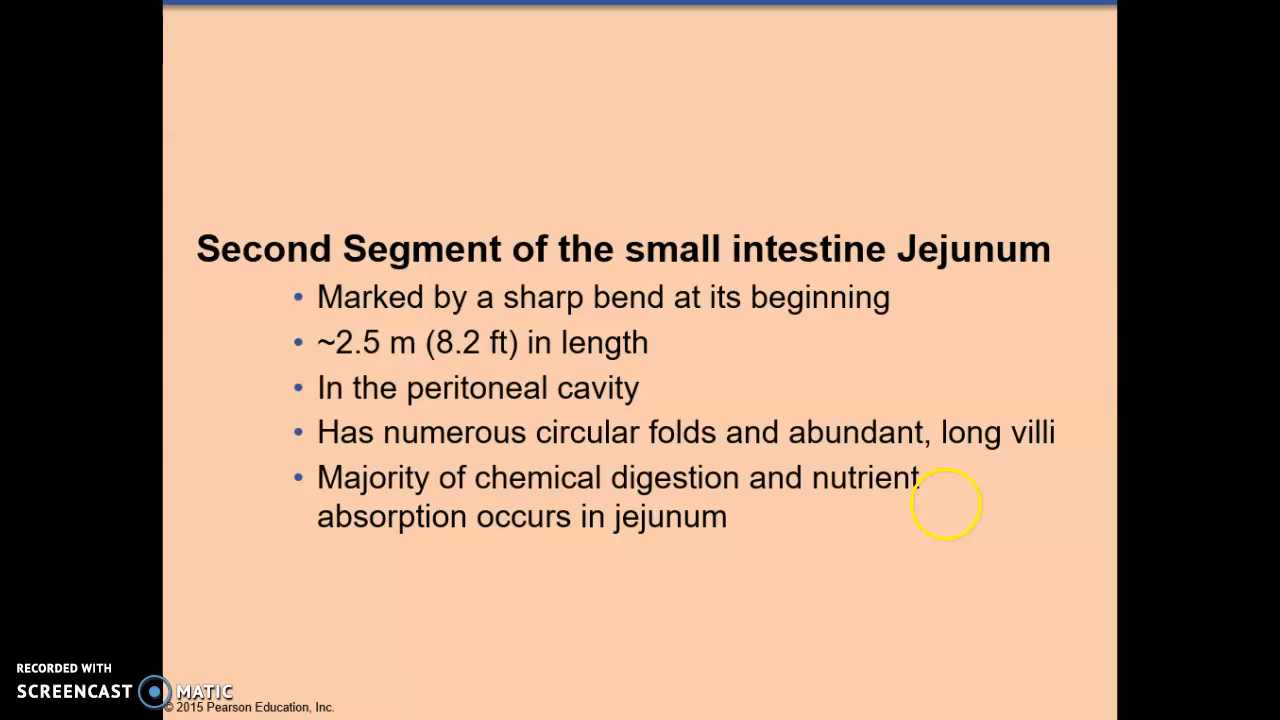 Second Segment of the small intestine Jejunum
• Marked by a sharp bend at its beginning
• ~2.5 m (8.2 ft) in length
• In the peritoneal cavity
• Has numerous circular folds and abundant, long villi
• Majority of chemical digestion and nutrient
absorption occurs in jejunum
RECORDED WITH
SCREENCAST MATIC
© 2015 Pearson Education, Inc.